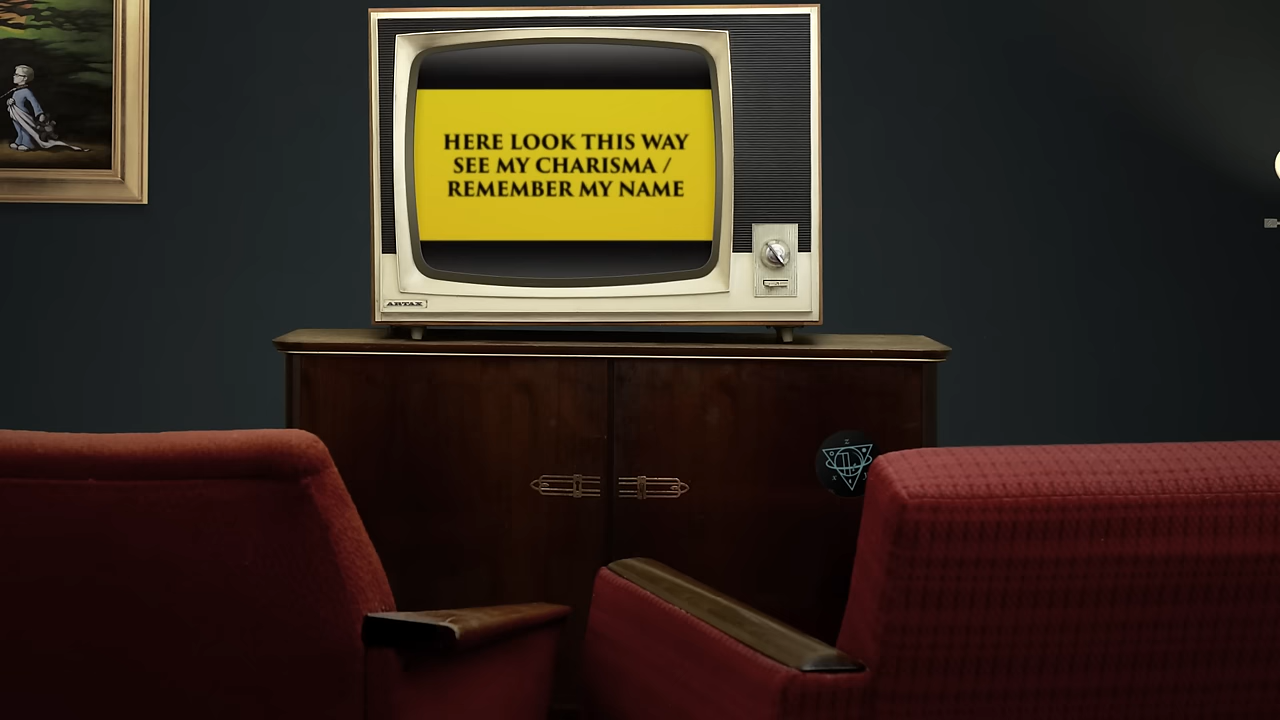 HERE LOOK THIS WAY
SEE MY CHARISMA /
REMEMBER MY NAME
ARTAX
Z
X